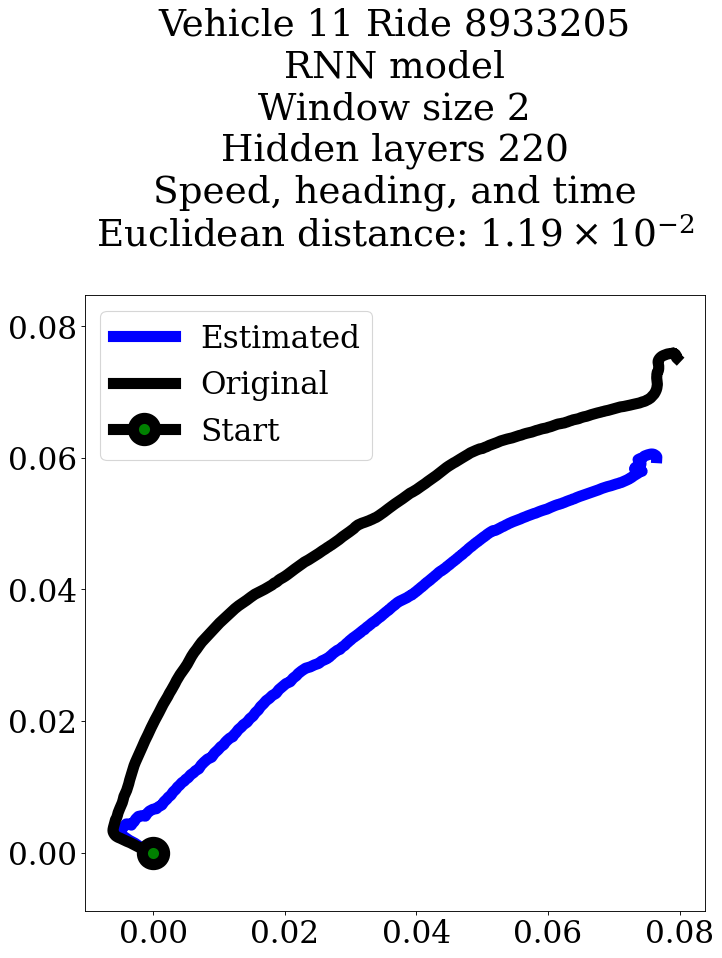 Vehicle 11 Ride 8933205
RNN model
Window size 2
Hidden layers 220
Speed, heading, and time
Euclidean distance: 1.19 × 10⁻²
Estimated
Original
Start
0.08
0.06
0.04
0.02
0.00
0.00 0.02 0.04 0.06 0.08